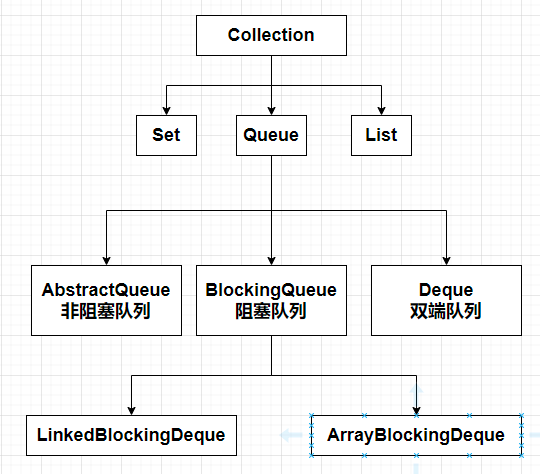 Collection
Set
Queue
List
AbstractQueue
非阻塞队列
BlockingQueue
阻塞队列
Deque
双端队列
LinkedBlockingDeque
ArrayBlockingDeque